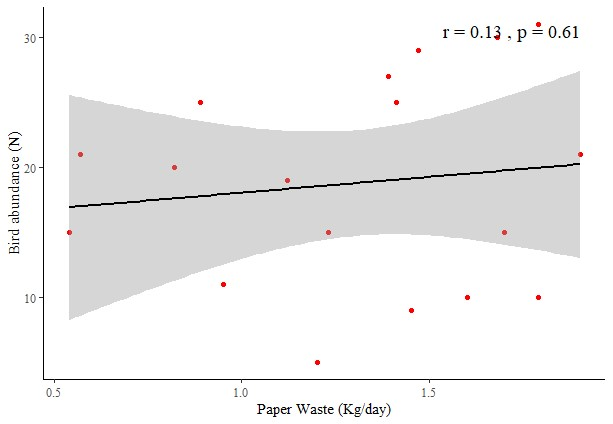 r = 0.13 , p = 0.61
30
20
10
Bird abundance (N)
0.5
1.0
1.5
Paper Waste (Kg/day)